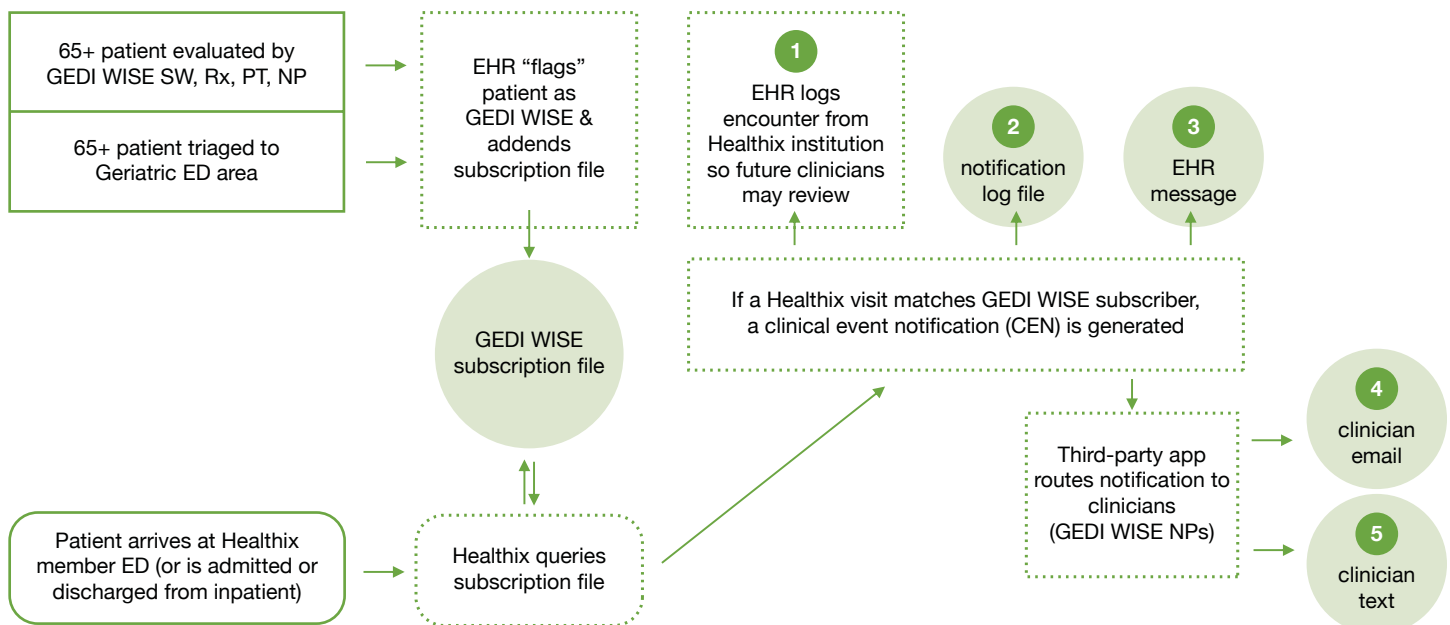 65+ patient evaluated by
GEDI WISE SW, Rx, PT, NP
65+ patient triaged to
Geriatric ED area
EHR “flags”
patient as
GEDI WISE &
addends
subscription file
GEDI WISE
subscription file
Patient arrives at Healthix
member ED (or is admitted or
discharged from inpatient)
Healthix queries
subscription file
1
EHR logs
encounter from
Healthix institution
so future clinicians
may review
2
notification
log file
3
EHR
message
If a Healthix visit matches GEDI WISE subscriber,
a clinical event notification (CEN) is generated
Third-party app
routes notification to
clinicians
(GEDI WISE NPs)
4
clinician
email
5
clinician
text